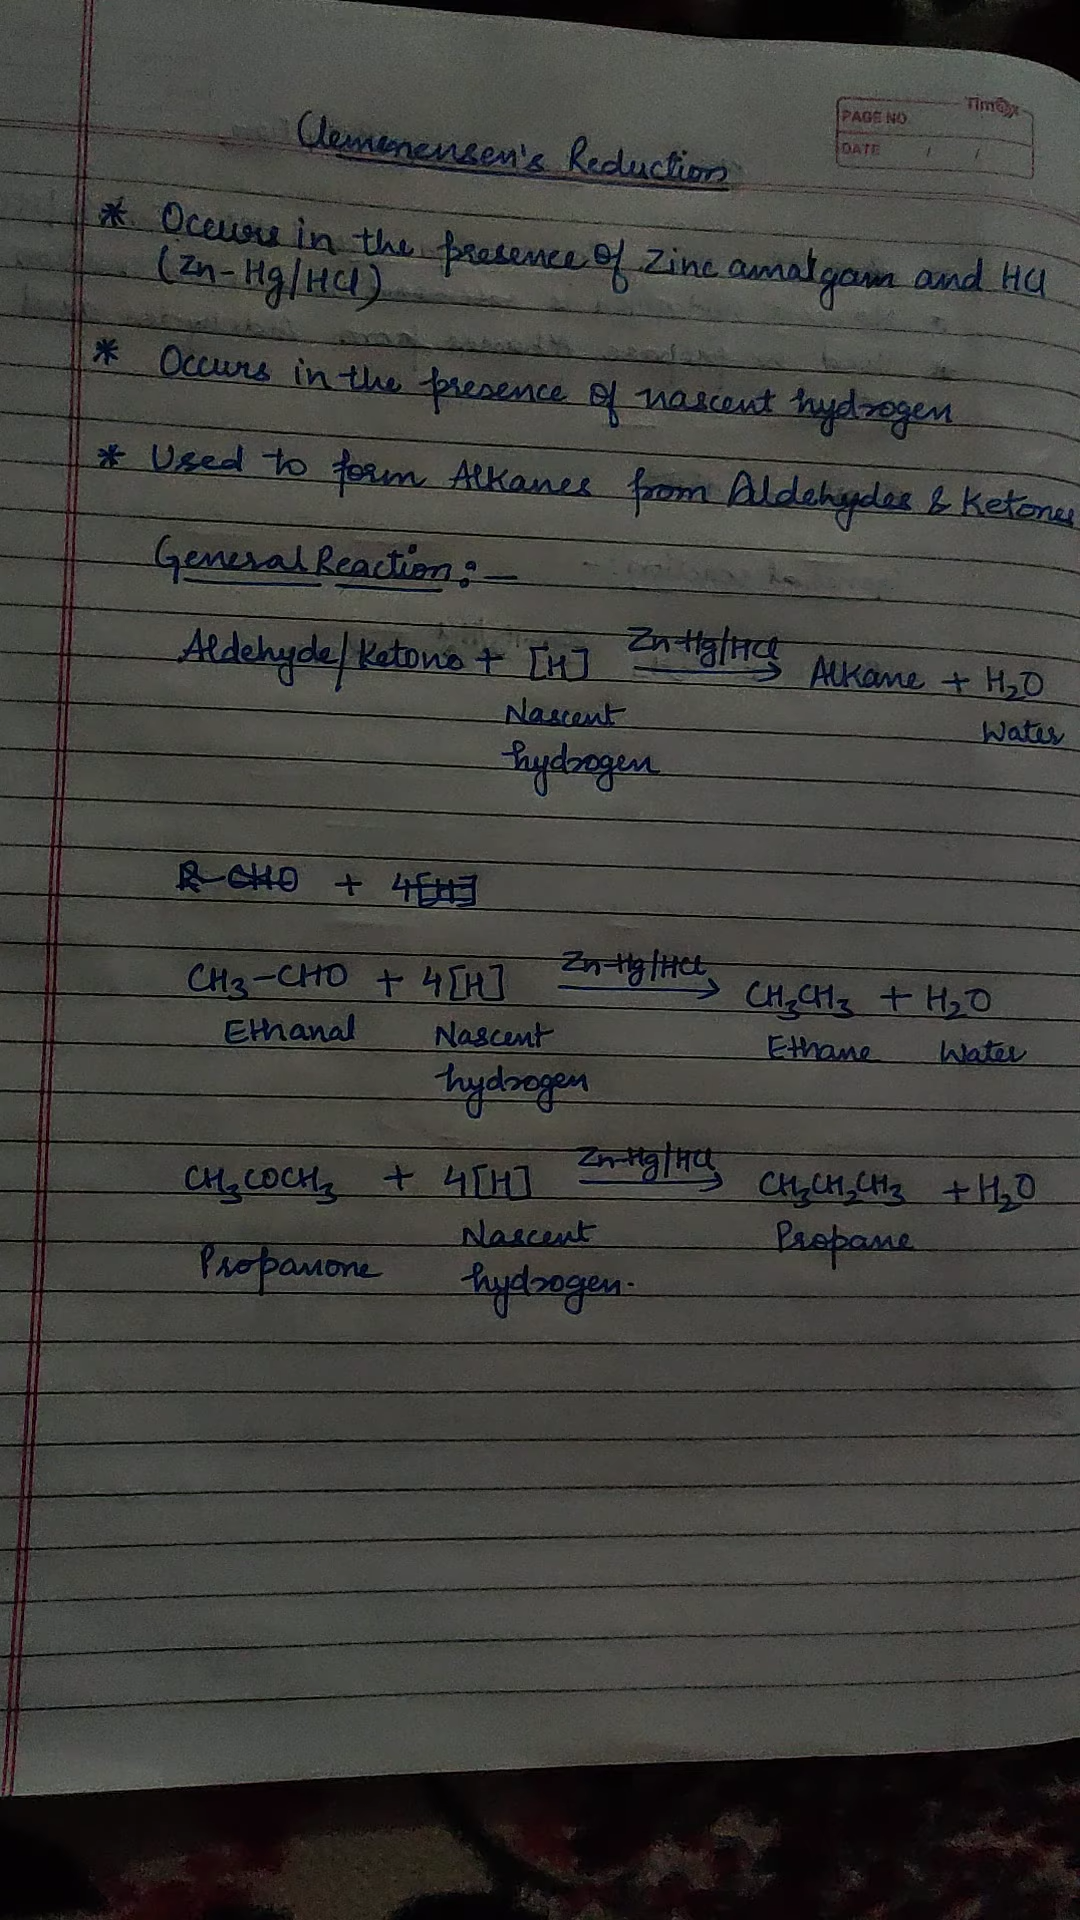 Timex
PAGE NO.
DATE / /
Clemmensen's Reduction
* Occurs in the presence of Zinc amalgam and HCl
(Zn-Hg/HCl)
* Occurs in the presence of nascent hydrogen
* Used to form Alkanes from Aldehydes & Ketones
General Reaction:-
Aldehyde/Ketone + [H] Zn-Hg/HCl → Alkane + H₂O
Nascent hydrogen Water
R-CHO + 4[H]
CH₃-CHO + 4[H] Zn-Hg/HCl → CH₃CH₃ + H₂O
Ethanal Nascent hydrogen Ethane Water
CH₃COCH₃ + 4[H] Zn-Hg/HCl → CH₃CH₂CH₃ + H₂O
Propanone Nascent hydrogen. Propane